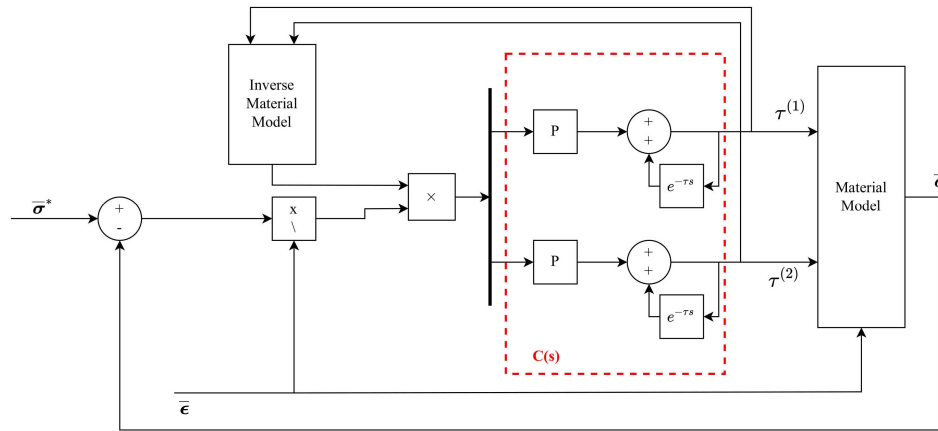 Inverse
Material
Model
τ^(1)
P
+
+
e^{-τs}
Material
Model
σ̄*
+
-
x
\
×
P
+
+
τ^(2)
e^{-τs}
C(s)
ε̄